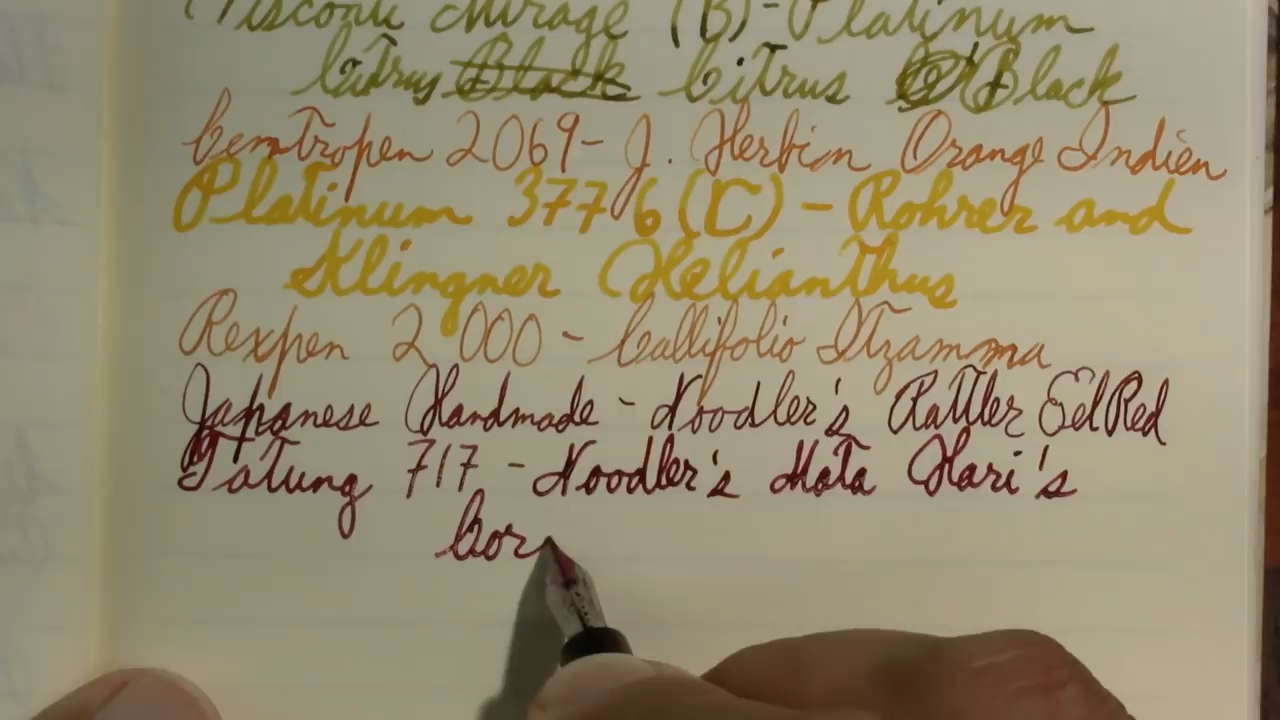 Visconti Mirage (B)-Platinum
Citrus Black Citrus Black
Centropen 2069- J. Herbin Orange Indien
Platinum 3776 (C) - Rohrer and
Klingner Helianthus
Rexpen 2000 - Callifolio Itzamma
Japanese Handmade - Noodler's Rattler Eel Red
Tatung 717 - Noodler's Mata Hari's
Cor